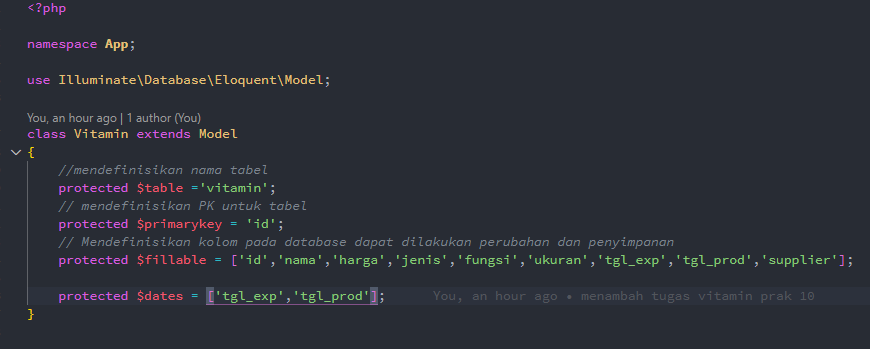 <?php
namespace App;
use Illuminate\Database\Eloquent\Model;
You, an hour ago | 1 author (You)
class Vitamin extends Model
{
//mendefinisikan nama tabel
protected $table ='vitamin';
// mendefinisikan PK untuk tabel
protected $primarykey = 'id';
// Mendefinisikan kolom pada database dapat dilakukan perubahan dan penyimpanan
protected $fillable = ['id','nama','harga','jenis','fungsi','ukuran','tgl_exp','tgl_prod','supplier'];
protected $dates = ['tgl_exp','tgl_prod']; You, an hour ago • menambah tugas vitamin prak 10
}